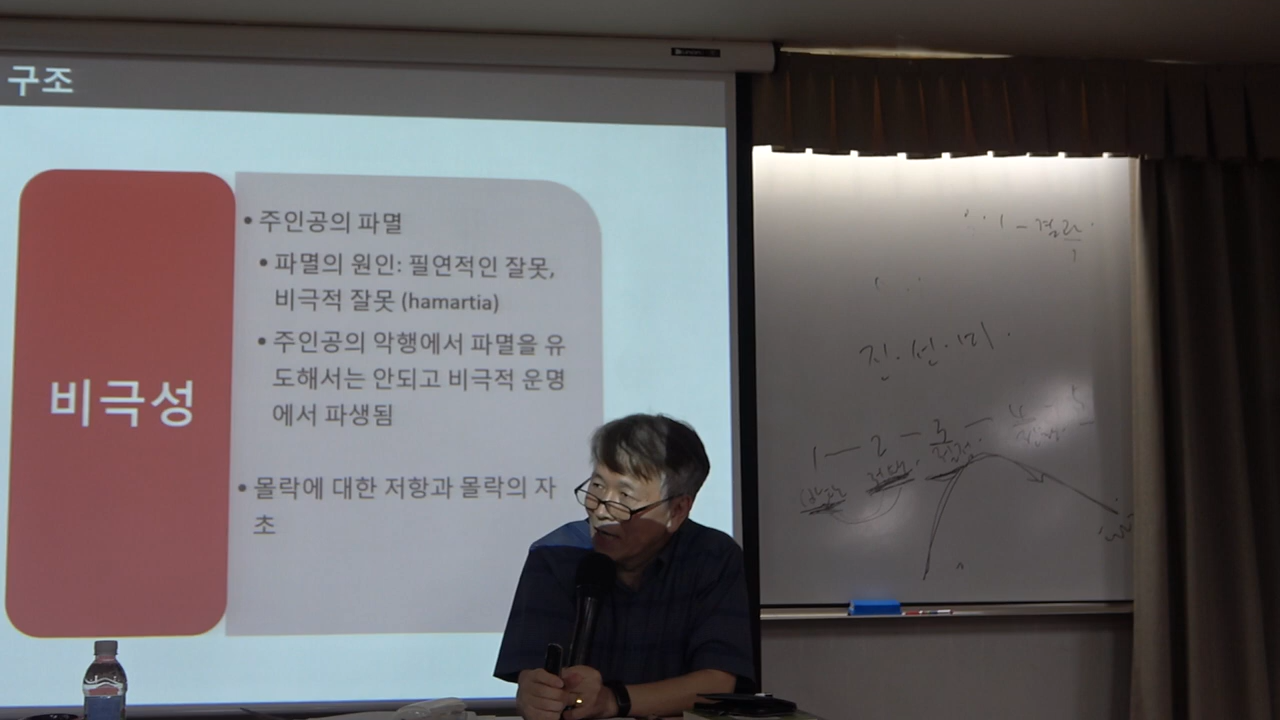 구조
비극성
• 주인공의 파멸
• 파멸의 원인: 필연적인 잘못,
비극적 잘못 (hamartia)
• 주인공의 악행에서 파멸을 유
도해서는 안되고 비극적 운명
에서 파생됨
• 몰락에 대한 저항과 몰락의 자
초
진·선·미
1 — 2 — 3 — 4 — 5